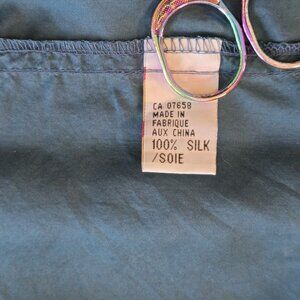 CA 07658
MADE IN
FABRIQUE
AUX CHINA
100% SILK
/SOIE